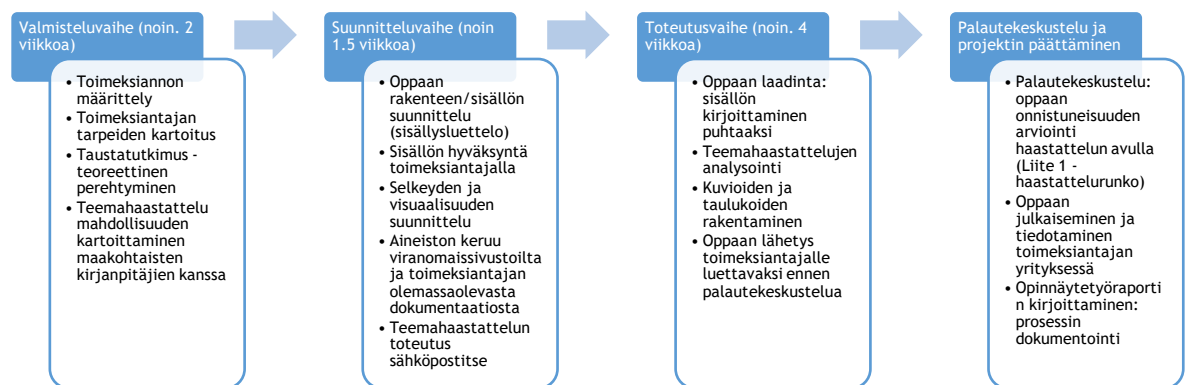 Valmisteluvaihe (noin. 2
viikkoa)
• Toimeksiannon
määrittely
• Toimeksiantajan
tarpeiden kartoitus
• Taustatutkimus -
teoreettinen
perehtyminen
• Teemahaastattelu
mahdollisuuden
kartoittaminen
maakohtaisten
kirjanpitäjien kanssa
Suunnitteluvaihe (noin
1.5 viikkoa)
• Oppaan
rakenteen/sisällön
suunnittelu
(sisällysluettelo)
• Sisällön hyväksyntä
toimeksiantajalla
• Selkeyden ja
visuaalisuuden
suunnittelu
• Aineiston keruu
viranomaissivustoilta
ja toimeksiantajan
olemassaolevasta
dokumentaatiosta
• Teemahaastattelun
toteutus
sähköpostitse
Toteutusvaihe (noin. 4
viikkoa)
• Oppaan laadinta:
sisällön
kirjoittaminen
puhtaaksi
• Teemahaastattelujen
analysointi
• Kuvioiden ja
taulukoiden
rakentaminen
• Oppaan lähetys
toimeksiantajalle
luettavaksi ennen
palautekeskustelua
Palautekeskustelu ja
projektin päättäminen
• Palautekeskustelu:
oppaan
onnistuneisuuden
arviointi
haastattelun avulla
(Liite 1 -
haastattelurunko)
• Oppaan
julkaiseminen ja
tiedotaminen
toimeksiantajan
yrityksessä
• Opinnäytetyöraporti
n kirjoittaminen:
prosessin
dokumentointi